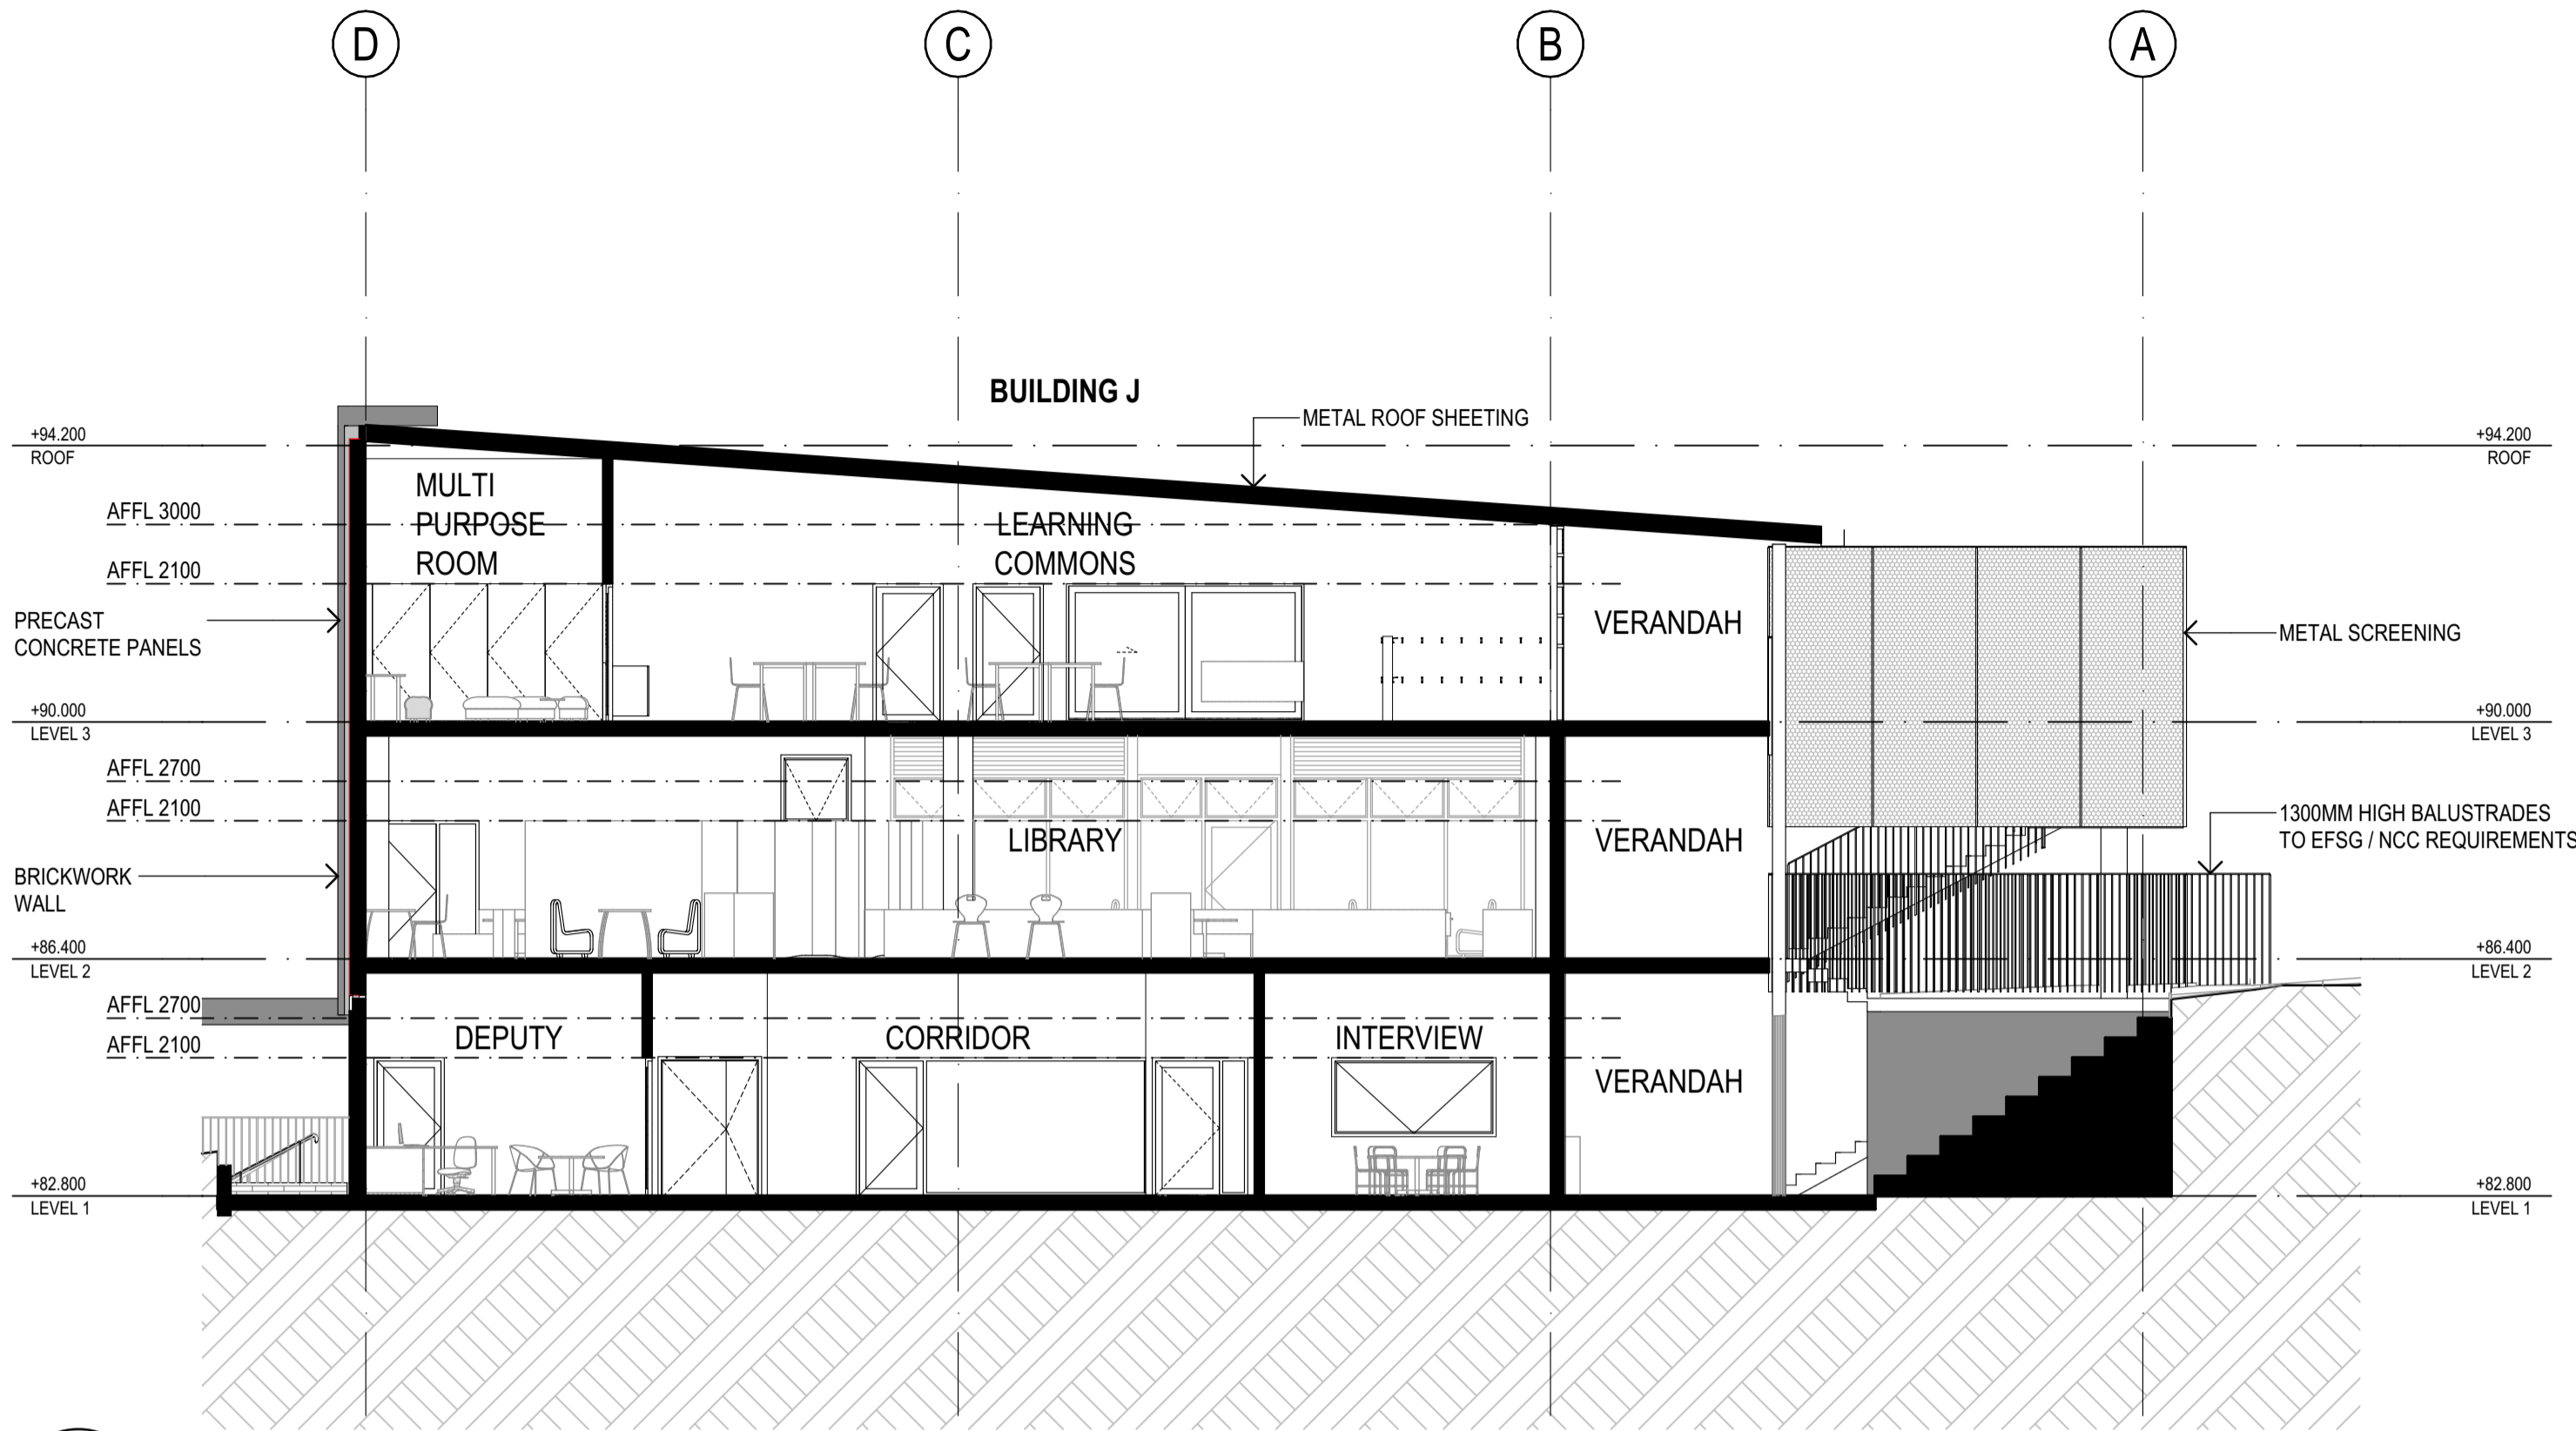 D
C
B
A
BUILDING J
METAL ROOF SHEETING
+94.200
ROOF
+94.200
ROOF
MULTI
PURPOSE
ROOM
AFFL 3000
LEARNING
COMMONS
AFFL 2100
PRECAST
CONCRETE PANELS
VERANDAH
METAL SCREENING
+90.000
LEVEL 3
+90.000
LEVEL 3
AFFL 2700
AFFL 2100
LIBRARY
VERANDAH
1300MM HIGH BALUSTRADES
TO EFSG / NCC REQUIREMENTS
BRICKWORK
WALL
+86.400
LEVEL 2
+86.400
LEVEL 2
AFFL 2700
AFFL 2100
DEPUTY
CORRIDOR
INTERVIEW
VERANDAH
+82.800
LEVEL 1
+82.800
LEVEL 1